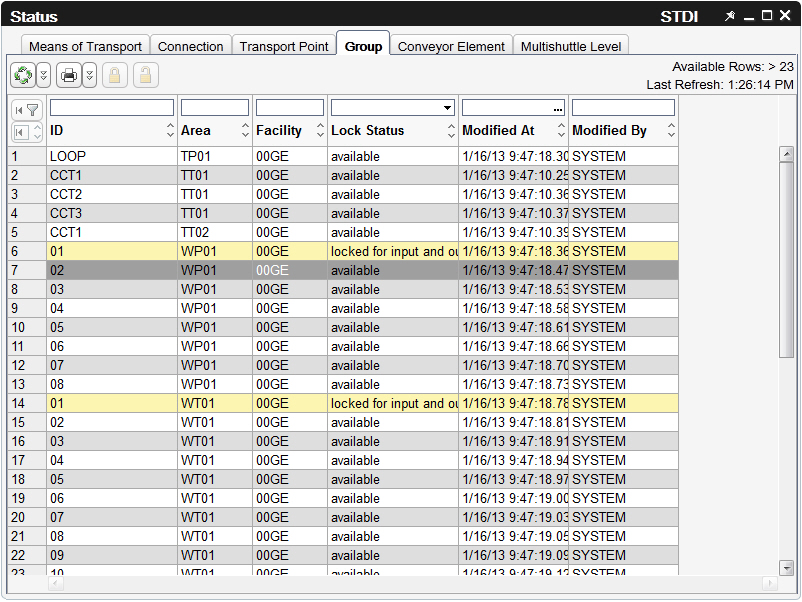 Status STDI
Means of Transport Connection Transport Point Group Conveyor Element Multishuttle Level
Available Rows: > 23
Last Refresh: 1:26:14 PM
...
ID Area Facility Lock Status Modified At Modified By
1 LOOP TP01 00GE available 1/16/13 9:47:18.30 SYSTEM
2 CCT1 TT01 00GE available 1/16/13 9:47:10.25 SYSTEM
3 CCT2 TT01 00GE available 1/16/13 9:47:10.36 SYSTEM
4 CCT3 TT01 00GE available 1/16/13 9:47:10.37 SYSTEM
5 CCT1 TT02 00GE available 1/16/13 9:47:10.39 SYSTEM
6 01 WP01 00GE locked for input and ou 1/16/13 9:47:18.36 SYSTEM
7 02 WP01 00GE available 1/16/13 9:47:18.47 SYSTEM
8 03 WP01 00GE available 1/16/13 9:47:18.53 SYSTEM
9 04 WP01 00GE available 1/16/13 9:47:18.58 SYSTEM
10 05 WP01 00GE available 1/16/13 9:47:18.61 SYSTEM
11 06 WP01 00GE available 1/16/13 9:47:18.66 SYSTEM
12 07 WP01 00GE available 1/16/13 9:47:18.70 SYSTEM
13 08 WP01 00GE available 1/16/13 9:47:18.73 SYSTEM
14 01 WT01 00GE locked for input and ou 1/16/13 9:47:18.78 SYSTEM
15 02 WT01 00GE available 1/16/13 9:47:18.81 SYSTEM
16 03 WT01 00GE available 1/16/13 9:47:18.91 SYSTEM
17 04 WT01 00GE available 1/16/13 9:47:18.94 SYSTEM
18 05 WT01 00GE available 1/16/13 9:47:18.97 SYSTEM
19 06 WT01 00GE available 1/16/13 9:47:19.00 SYSTEM
20 07 WT01 00GE available 1/16/13 9:47:19.03 SYSTEM
21 08 WT01 00GE available 1/16/13 9:47:19.05 SYSTEM
22 09 WT01 00GE available 1/16/13 9:47:19.09 SYSTEM
23 10 WT01 00GE available 1/16/13 9:47:19.12 SYSTEM